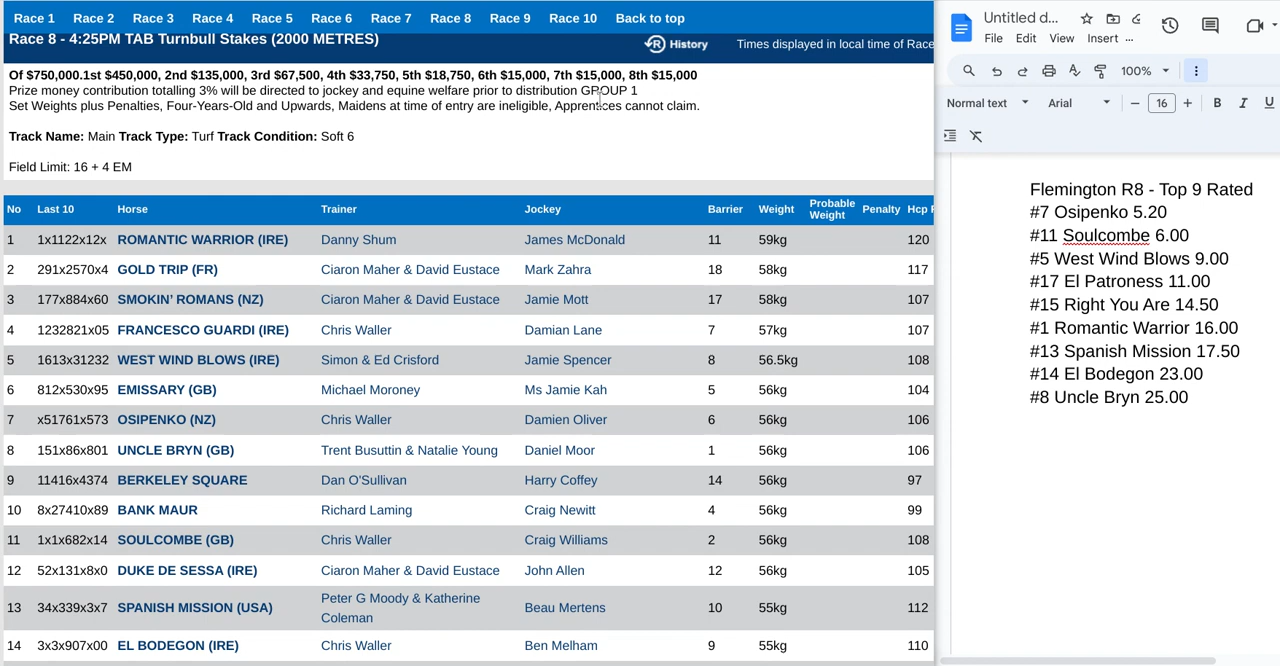 Race 1 Race 2 Race 3 Race 4 Race 5 Race 6 Race 7 Race 8 Race 9 Race 10 Back to top
Race 8 - 4:25PM TAB Turnbull Stakes (2000 METRES) R History Times displayed in local time of Race
Of $750,000.1st $450,000, 2nd $135,000, 3rd $67,500, 4th $33,750, 5th $18,750, 6th $15,000, 7th $15,000, 8th $15,000
Prize money contribution totalling 3% will be directed to jockey and equine welfare prior to distribution GROUP 1
Set Weights plus Penalties, Four-Years-Old and Upwards, Maidens at time of entry are ineligible, Apprentices cannot claim.
Track Name: Main Track Type: Turf Track Condition: Soft 6
Field Limit: 16 + 4 EM
No Last 10 Horse Trainer Jockey Barrier Weight Probable Weight Penalty Hcp
1 1x1122x12x ROMANTIC WARRIOR (IRE) Danny Shum James McDonald 11 59kg 120
2 291x2570x4 GOLD TRIP (FR) Ciaron Maher & David Eustace Mark Zahra 18 58kg 117
3 177x884x60 SMOKIN' ROMANS (NZ) Ciaron Maher & David Eustace Jamie Mott 17 58kg 107
4 1232821x05 FRANCESCO GUARDI (IRE) Chris Waller Damian Lane 7 57kg 107
5 1613x31232 WEST WIND BLOWS (IRE) Simon & Ed Crisford Jamie Spencer 8 56.5kg 108
6 812x530x95 EMISSARY (GB) Michael Moroney Ms Jamie Kah 5 56kg 104
7 x51761x573 OSIPENKO (NZ) Chris Waller Damien Oliver 6 56kg 106
8 151x86x801 UNCLE BRYN (GB) Trent Busuttin & Natalie Young Daniel Moor 1 56kg 106
9 11416x4374 BERKELEY SQUARE Dan O'Sullivan Harry Coffey 14 56kg 97
10 8x27410x89 BANK MAUR Richard Laming Craig Newitt 4 56kg 99
11 1x1x682x14 SOULCOMBE (GB) Chris Waller Craig Williams 2 56kg 108
12 52x131x8x0 DUKE DE SESSA (IRE) Ciaron Maher & David Eustace John Allen 12 56kg 105
13 34x339x3x7 SPANISH MISSION (USA) Peter G Moody & Katherine Coleman Beau Mertens 10 55kg 112
14 3x3x907x00 EL BODEGON (IRE) Chris Waller Ben Melham 9 55kg 110
Untitled d...
File Edit View Insert ...
100%
Normal text Arial − 16 + B I U
Flemington R8 - Top 9 Rated
#7 Osipenko 5.20
#11 Soulcombe 6.00
#5 West Wind Blows 9.00
#17 El Patroness 11.00
#15 Right You Are 14.50
#1 Romantic Warrior 16.00
#13 Spanish Mission 17.50
#14 El Bodegon 23.00
#8 Uncle Bryn 25.00